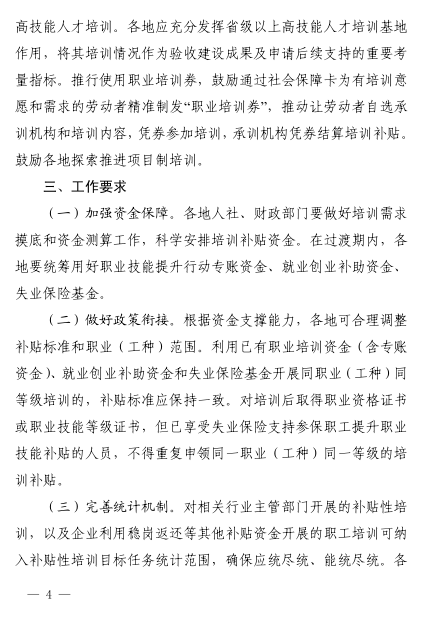 高技能人才培训。各地应充分发挥省级以上高技能人才培训基地
作用，将其培训情况作为验收建设成果及申请后续支持的重要考
量指标。推行使用职业培训券，鼓励通过社会保障卡为有培训意
愿和需求的劳动者精准制发“职业培训券”，推动让劳动者自选承
训机构和培训内容，凭券参加培训，承训机构凭券结算培训补贴。
鼓励各地探索推进项目制培训。
三、工作要求
（一）加强资金保障。各地人社、财政部门要做好培训需求
摸底和资金测算工作，科学安排培训补贴资金。在过渡期内，各
地要统筹用好职业技能提升行动专账资金、就业创业补助资金、
失业保险基金。
（二）做好政策衔接。根据资金支撑能力，各地可合理调整
补贴标准和职业（工种）范围。利用已有职业培训资金（含专账
资金）、就业创业补助资金和失业保险基金开展同职业（工种）同
等级培训的，补贴标准应保持一致。对培训后取得职业资格证书
或职业技能等级证书，但已享受失业保险支持参保职工提升职业
技能补贴的人员，不得重复申领同一职业（工种）同一等级的培
训补贴。
（三）完善统计机制。对相关行业主管部门开展的补贴性培
训，以及企业利用稳岗返还等其他补贴资金开展的职工培训可纳
入补贴性培训目标任务统计范围，确保应统尽统、能统尽统。各
— 4 —